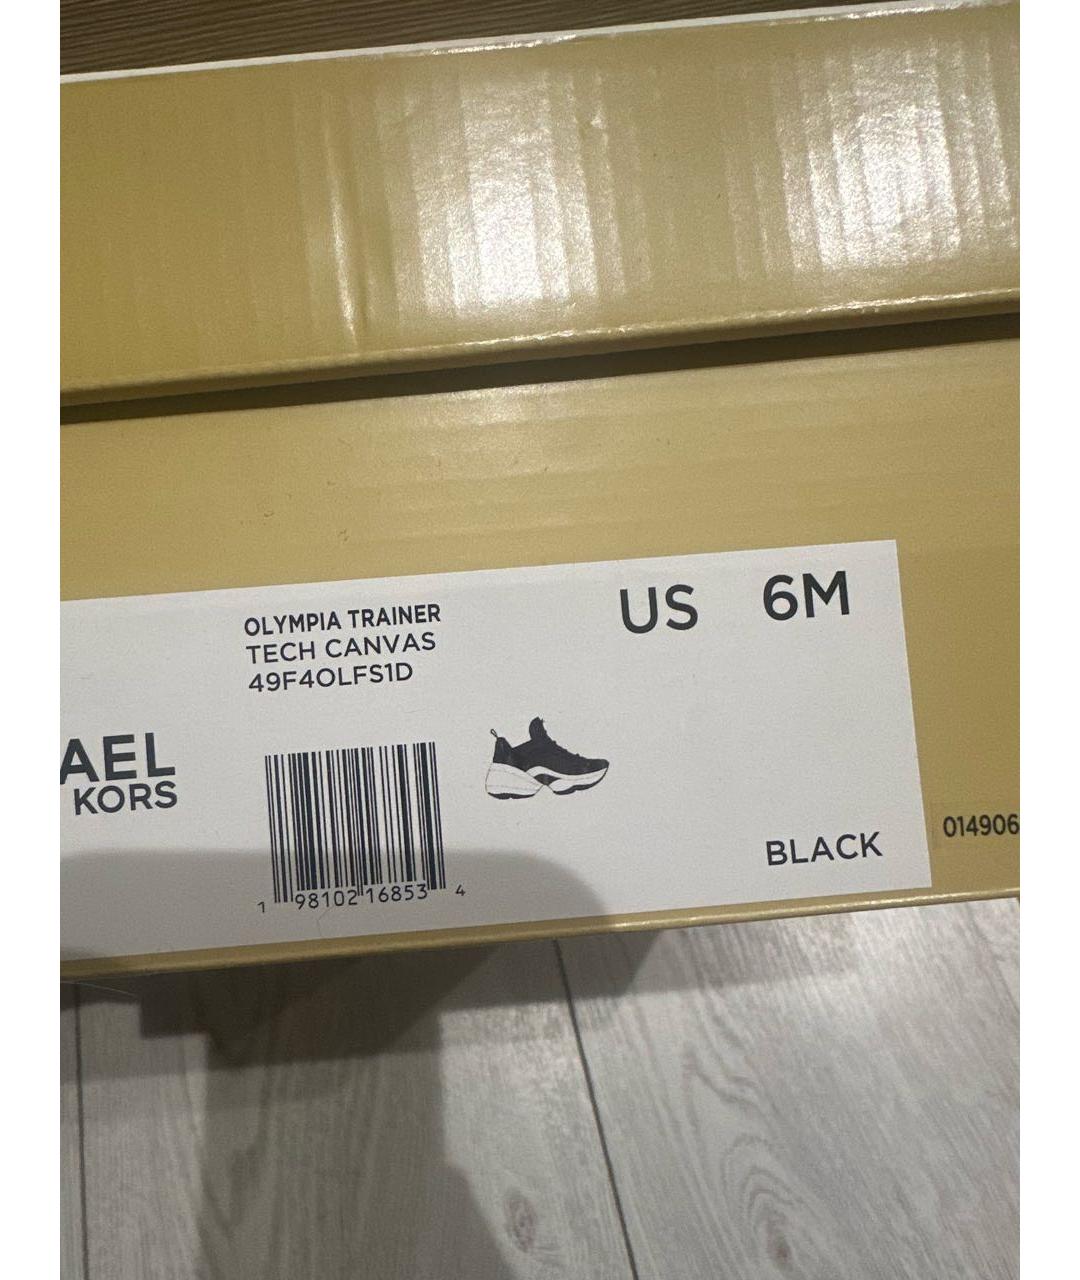 OLYMPIA TRAINER
TECH CANVAS
49F4OLFS1D
US 6M
AEL
KORS
1 98102 16853 4
BLACK
014906